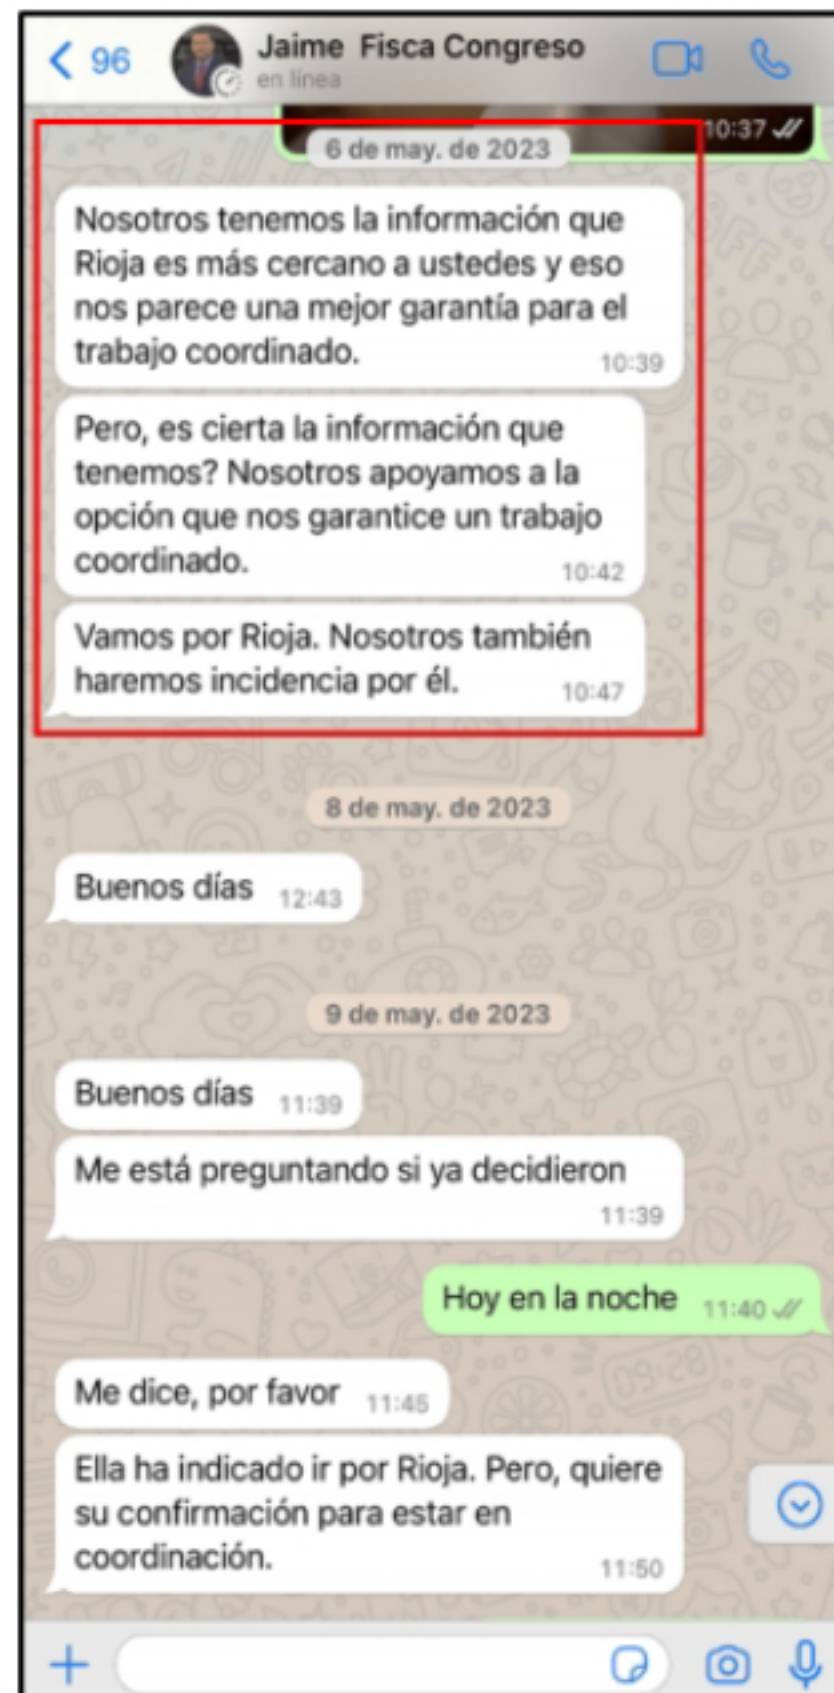 96
Jaime Fisca Congreso
en línea
10:37
6 de may. de 2023
Nosotros tenemos la información que
Rioja es más cercano a ustedes y eso
nos parece una mejor garantía para el
trabajo coordinado.
10:39
Pero, es cierta la información que
tenemos? Nosotros apoyamos a la
opción que nos garantice un trabajo
coordinado.
10:42
Vamos por Rioja. Nosotros también
haremos incidencia por él.
10:47
8 de may. de 2023
Buenos días 12:43
9 de may. de 2023
Buenos días 11:39
Me está preguntando si ya decidieron
11:39
Hoy en la noche 11:40
Me dice, por favor 11:45
Ella ha indicado ir por Rioja. Pero, quiere
su confirmación para estar en
coordinación.
11:50